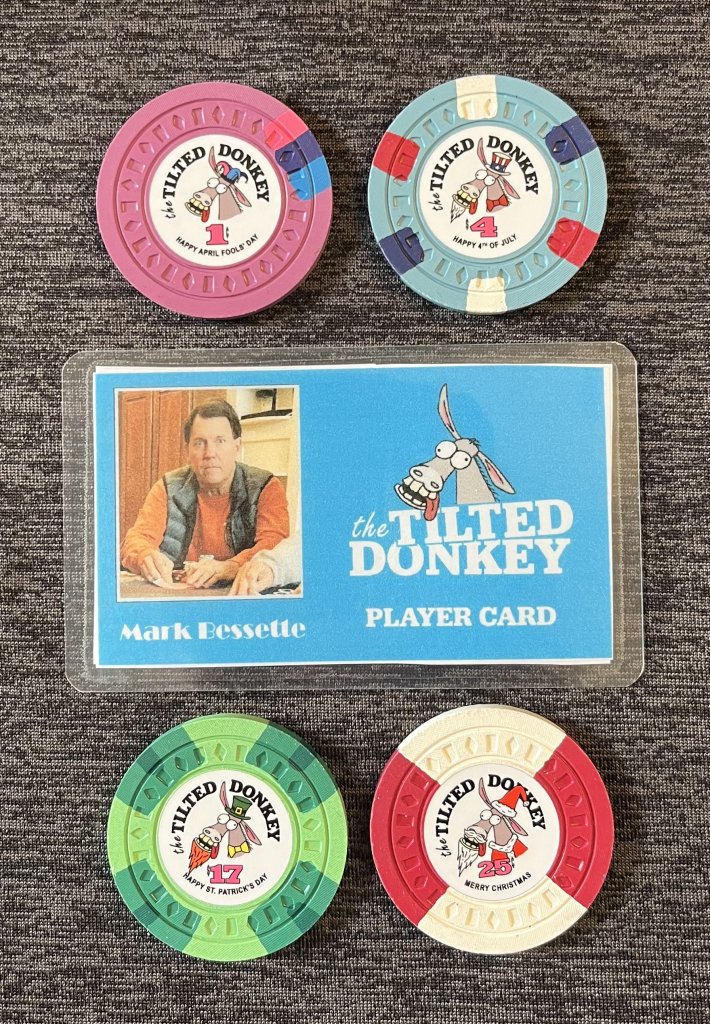 the TILTED DONKEY
1
HAPPY APRIL FOOLS' DAY
the TILTED DONKEY
4
HAPPY 4TH OF JULY
the TILTED
DONKEY
PLAYER CARD
Mark Bessette
the TILTED DONKEY
17
HAPPY ST. PATRICK'S DAY
the TILTED DONKEY
25
MERRY CHRISTMAS